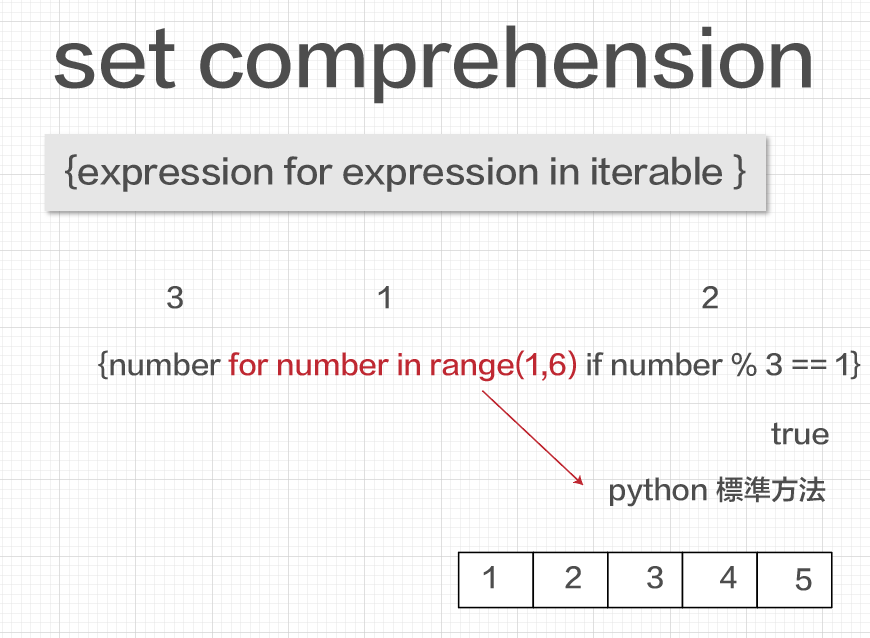 set comprehension
{expression for expression in iterable }
3 1 2
{number for number in range(1,6) if number % 3 == 1}
true
python 標準方法
1 2 3 4 5